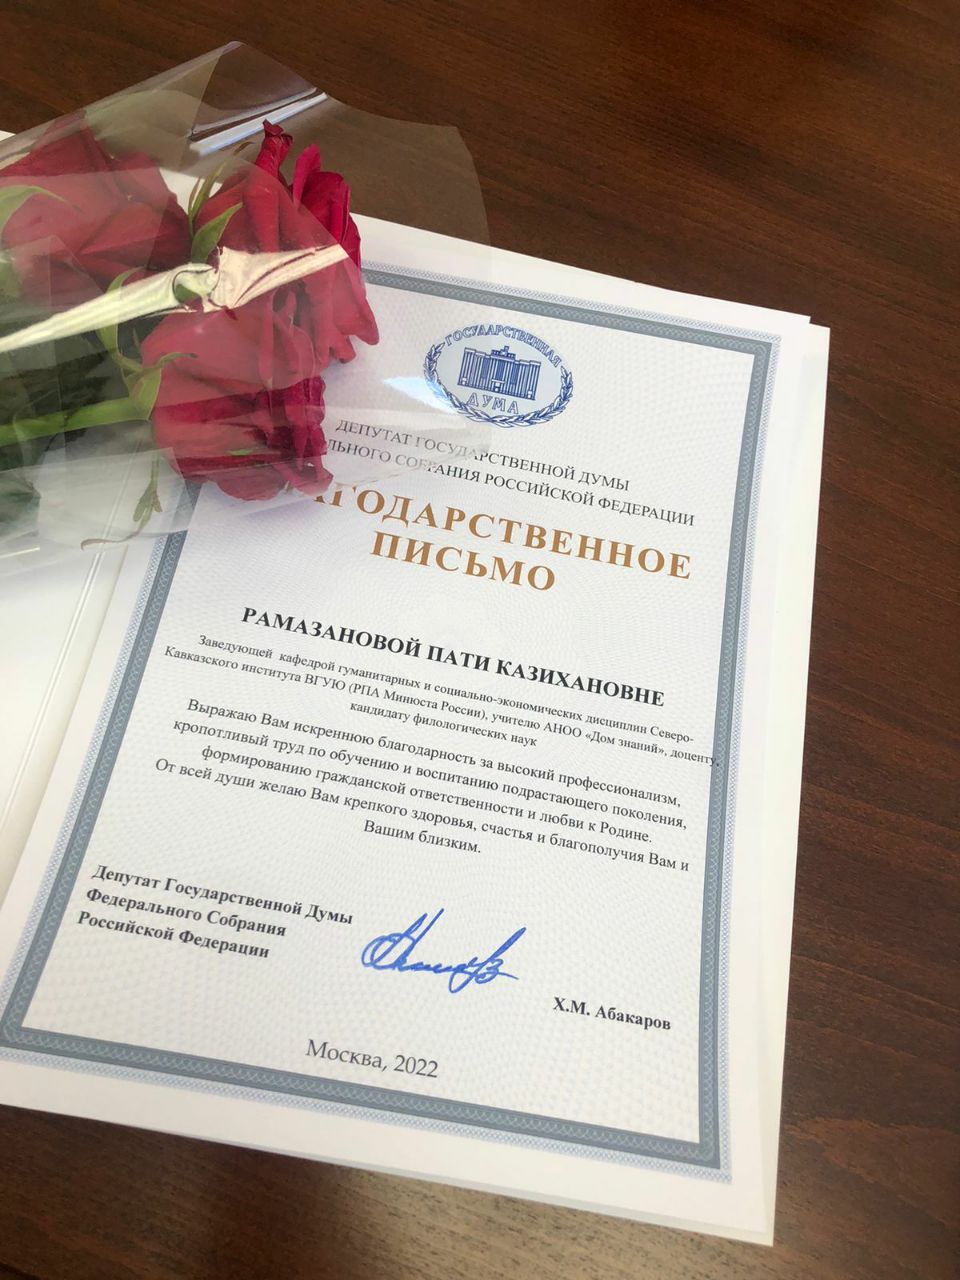 ГОСУДАРСТВЕННАЯ
ДУМА
ДЕПУТАТ ГОСУДАРСТВЕННОЙ ДУМЫ
ЛЬНОГО СОБРАНИЯ РОССИЙСКОЙ ФЕДЕРАЦИИ
АГОДАРСТВЕННОЕ
ПИСЬМО
РАМАЗАНОВОЙ ПАТИ КАЗИХАНОВНЕ
Заведующей кафедрой гуманитарных и социально-экономических дисциплин Северо-
Кавказского института ВГУЮ (РПА Минюста России), учителю АНОО «Дом знаний», доценту,
кандидату филологических наук
Выражаю Вам искреннюю благодарность за высокий профессионализм,
кропотливый труд по обучению и воспитанию подрастающего поколения,
формированию гражданской ответственности и любви к Родине.
От всей души желаю Вам крепкого здоровья, счастья и благополучия Вам и
Вашим близким.
Депутат Государственной Думы
Федерального Собрания
Российской Федерации
Х.М. Абакаров
Москва, 2022